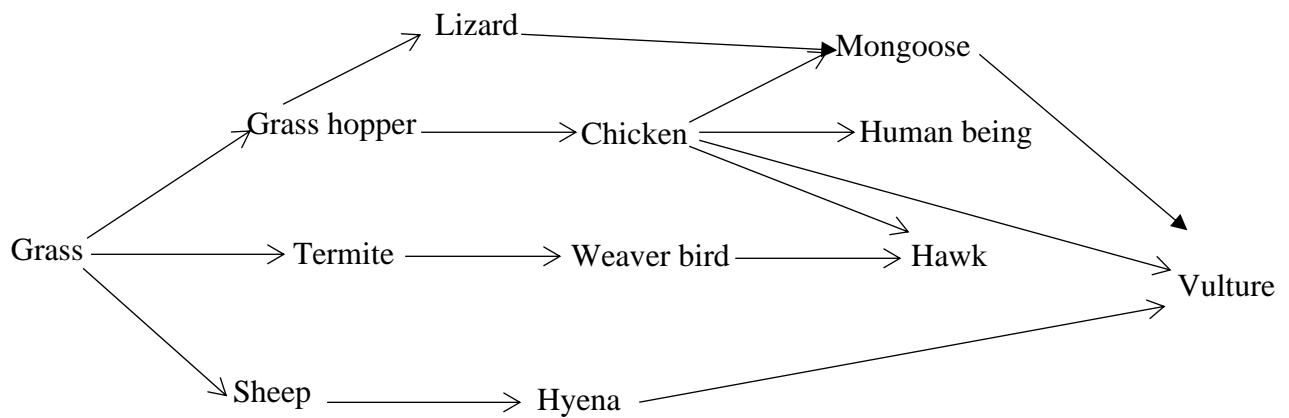 Lizard
Mongoose
Grass hopper
Chicken
Human being
Grass
Termite
Weaver bird
Hawk
Vulture
Sheep
Hyena